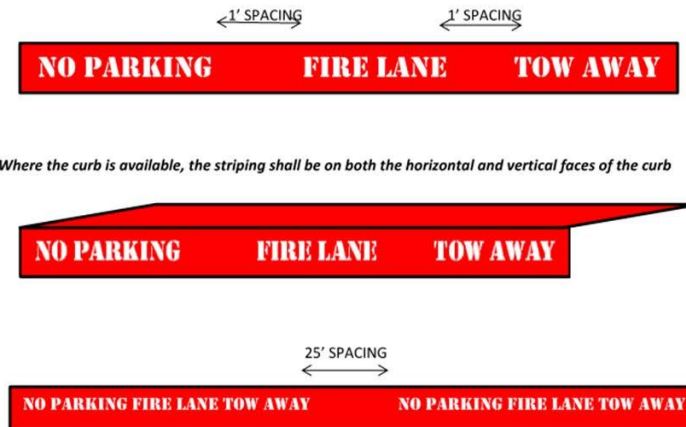 1’ SPACING 1’ SPACING
NO PARKING FIRE LANE TOW AWAY
Where the curb is available, the striping shall be on both the horizontal and vertical faces of the curb
NO PARKING FIRE LANE TOW AWAY
25’ SPACING
NO PARKING FIRE LANE TOW AWAY NO PARKING FIRE LANE TOW AWAY